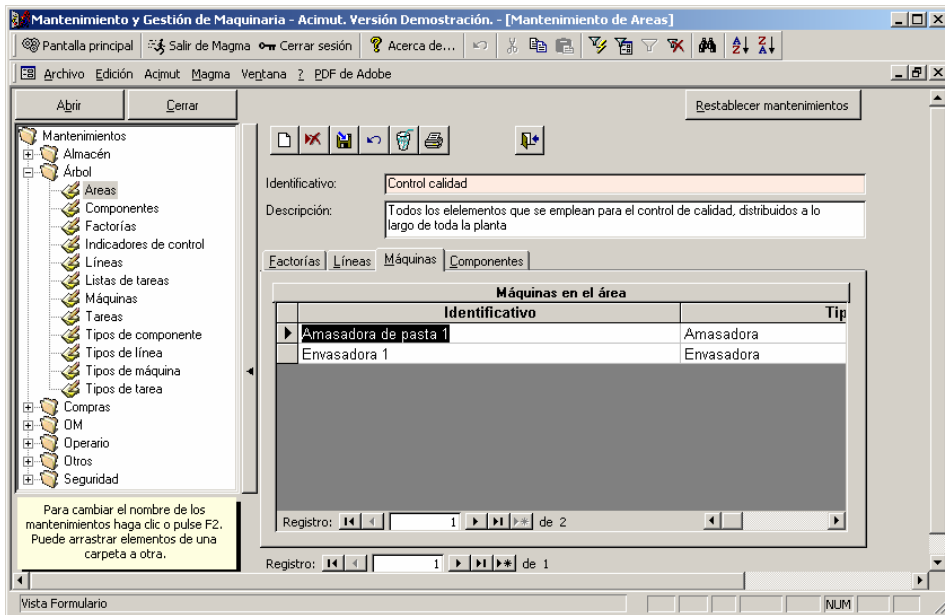 Mantenimiento y Gestión de Maquinaria - Acimut. Versión Demostración. - [Mantenimiento de Areas]
Pantalla principal Salir de Magma Cerrar sesión Acerca de...
Archivo Edición Acimut Magma Ventana ? PDF de Adobe
Abrir Cerrar Restablecer mantenimientos
Mantenimientos
Almacén
Árbol
Areas
Componentes
Factorías
Indicadores de control
Líneas
Listas de tareas
Máquinas
Tareas
Tipos de componente
Tipos de línea
Tipos de máquina
Tipos de tarea
Compras
OM
Operario
Otros
Seguridad
Para cambiar el nombre de los
mantenimientos haga clic o pulse F2.
Puede arrastrar elementos de una
carpeta a otra.
Identificativo: Control calidad
Descripción: Todos los elelementos que se emplean para el control de calidad, distribuidos a lo
largo de toda la planta
Factorías Líneas Máquinas Componentes
Máquinas en el área
Identificativo Tip
Amasadora de pasta 1 Amasadora
Envasadora 1 Envasadora
Registro: 1 de 2
Registro: 1 de 1
Vista Formulario NUM